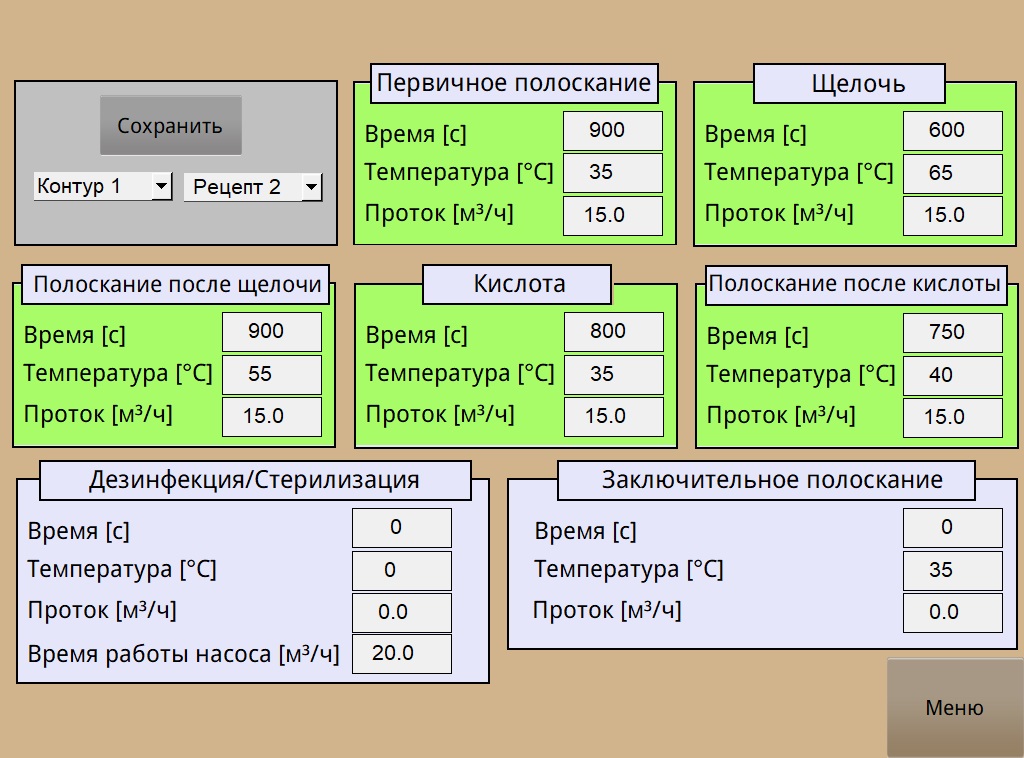 Сохранить
Контур 1
Рецепт 2
Первичное полоскание
Время [с] 900
Температура [°C] 35
Проток [м³/ч] 15.0
Щелочь
Время [с] 600
Температура [°C] 65
Проток [м³/ч] 15.0
Полоскание после щелочи
Время [с] 900
Температура [°C] 55
Проток [м³/ч] 15.0
Кислота
Время [с] 800
Температура [°C] 35
Проток [м³/ч] 15.0
Полоскание после кислоты
Время [с] 750
Температура [°C] 40
Проток [м³/ч] 15.0
Дезинфекция/Стерилизация
Время [с] 0
Температура [°C] 0
Проток [м³/ч] 0.0
Время работы насоса [м³/ч] 20.0
Заключительное полоскание
Время [с] 0
Температура [°C] 35
Проток [м³/ч] 0.0
Меню